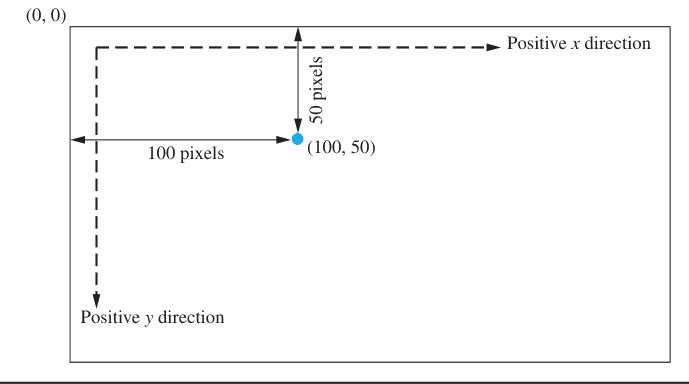 (0, 0)
Positive x direction
50 pixels
100 pixels
(100, 50)
Positive y direction